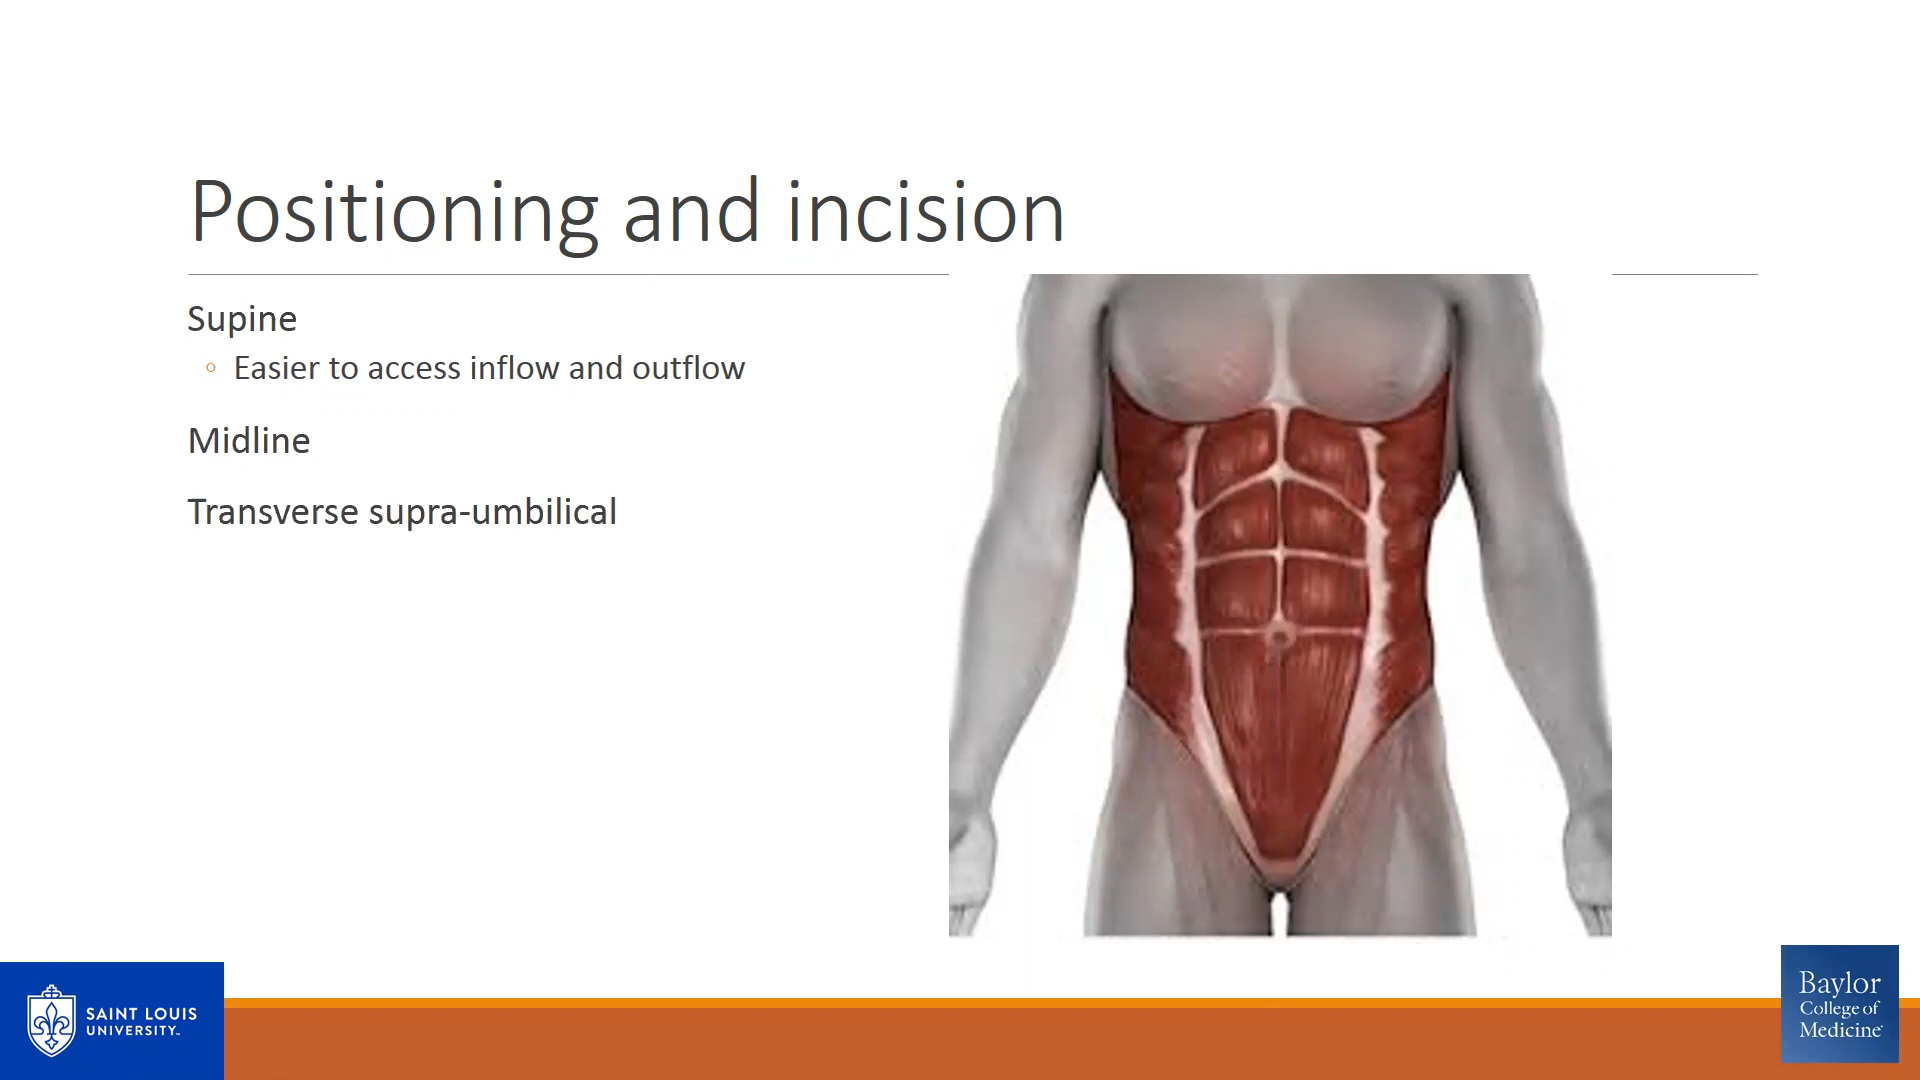 Positioning and incision
Supine
◦ Easier to access inflow and outflow
Midline
Transverse supra-umbilical
SAINT LOUIS
UNIVERSITY™
Baylor
College of
Medicine®